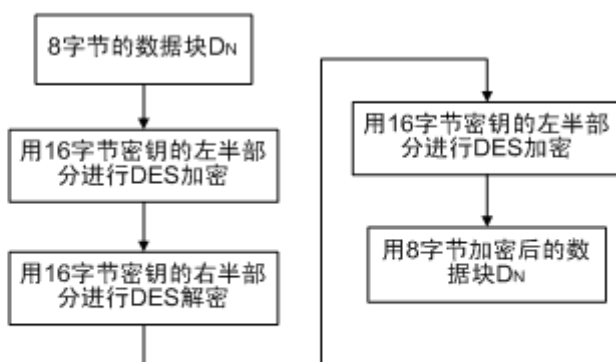 8字节的数据块DN
用16字节密钥的左半部
分进行DES加密
用16字节密钥的右半部
分进行DES解密
用16字节密钥的左半部
分进行DES加密
用8字节加密后的数
据块DN